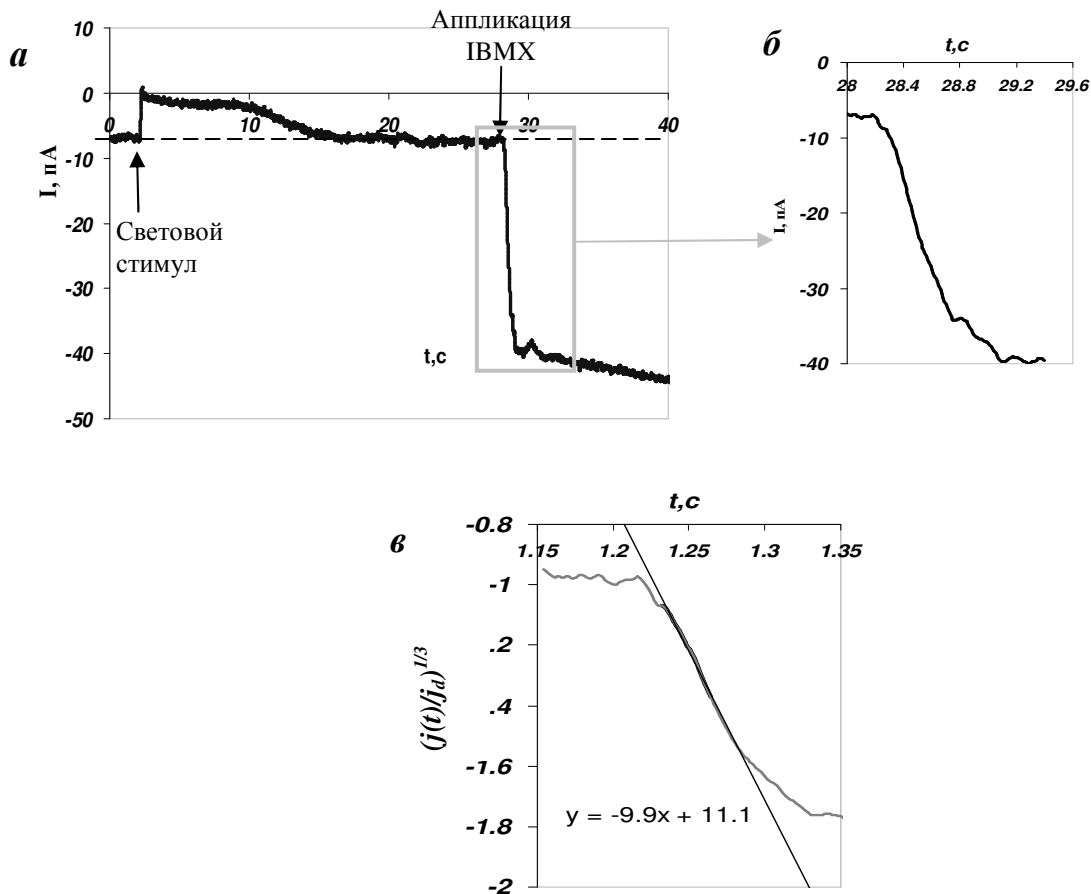 а
10
0
-10
-20
-30
-40
-50
0
10
20
30
40
I, пА
t,с
Аппликация
IBMX
Световой
стимул
б
t,с
28
28.4
28.8
29.2
29.6
0
-10
-20
-30
-40
I, пА
в
t,с
1.15
1.2
1.25
1.3
1.35
-0.8
-1
.2
.4
-1.6
-1.8
-2
(j(t)/j_d)^{1/3}
y = -9.9x + 11.1